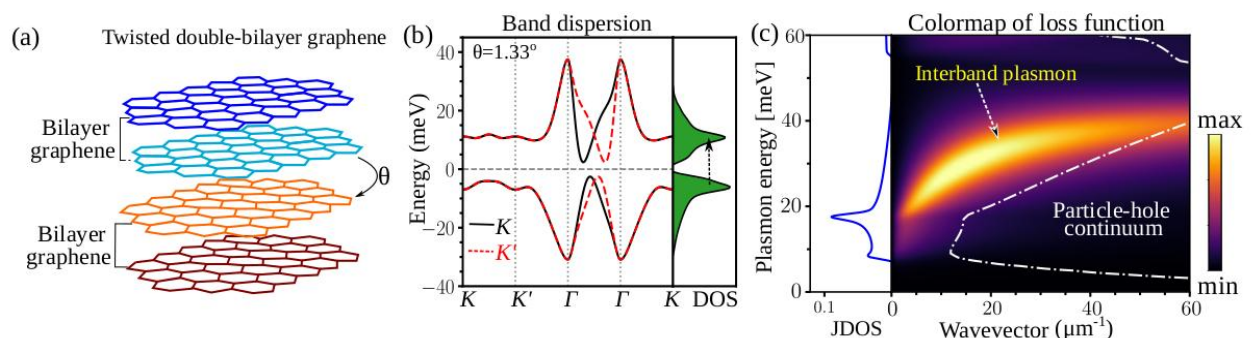 (a)
Twisted double-bilayer graphene
Bilayer
graphene
θ
Bilayer
graphene
(b)
Band dispersion
θ=1.33°
Energy (meV)
40
20
0
−20
−40
K
K'
K
K'
Γ
Γ
K
DOS
(c)
Colormap of loss function
Interband plasmon
Particle-hole
continuum
Plasmon energy [meV]
60
40
20
0
0.1
JDOS
0
20
40
60
Wavevector (μm⁻¹)
max
min